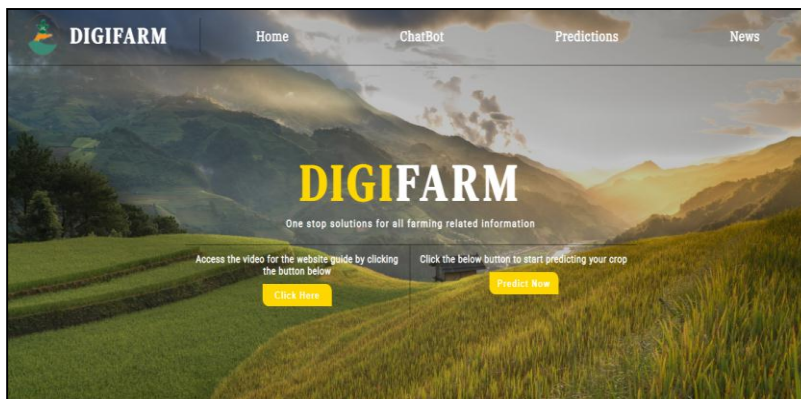 DIGIFARM
Home
ChatBot
Predictions
News
DIGIFARM
One stop solutions for all farming related information
Access the video for the website guide by clicking
the button below
Click Here
Click the below button to start predicting your crop
Predict Now